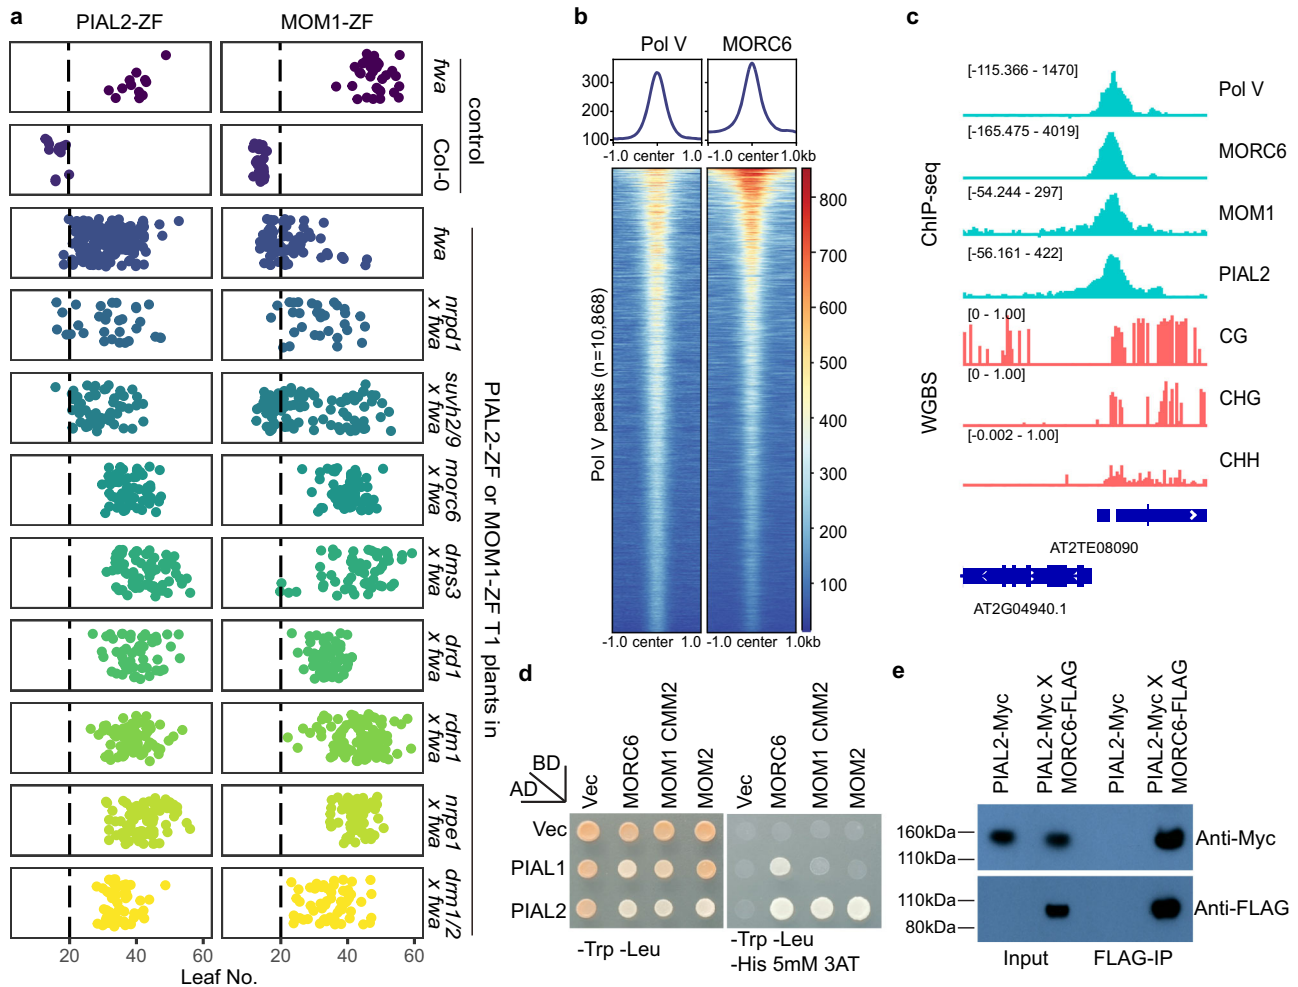 a
PIAL2-ZF
MOM1-ZF
fwa
Col-0
control
fwa
nrpd1
x fwa
suvh2/9
x fwa
morc6
x fwa
dms3
x fwa
drd1
x fwa
rdm1
x fwa
nrpe1
x fwa
drm1/2
x fwa
PIAL2-ZF or MOM1-ZF T1 plants in
20 40 60 20 40 60
Leaf No.
b
Pol V MORC6
300
200
100
-1.0 center 1.0 -1.0 center 1.0kb
Pol V peaks (n=10,868)
800
700
600
500
400
300
200
100
-1.0 center 1.0 -1.0 center 1.0kb
c
ChIP-seq
[-115.366 - 1470]
Pol V
[-165.475 - 4019]
MORC6
[-54.244 - 297]
MOM1
[-56.161 - 422]
PIAL2
WGBS
[0 - 1.00]
CG
[0 - 1.00]
CHG
[-0.002 - 1.00]
CHH
AT2TE08090
AT2G04940.1
d
BD
AD
Vec
MORC6
MOM1 CMM2
MOM2
Vec
MORC6
MOM1 CMM2
MOM2
Vec
PIAL1
PIAL2
-Trp -Leu
-Trp -Leu
-His 5mM 3AT
e
PIAL2-Myc
PIAL2-Myc X
MORC6-FLAG
PIAL2-Myc
PIAL2-Myc X
MORC6-FLAG
160kDa
110kDa
Anti-Myc
110kDa
80kDa
Anti-FLAG
Input
FLAG-IP